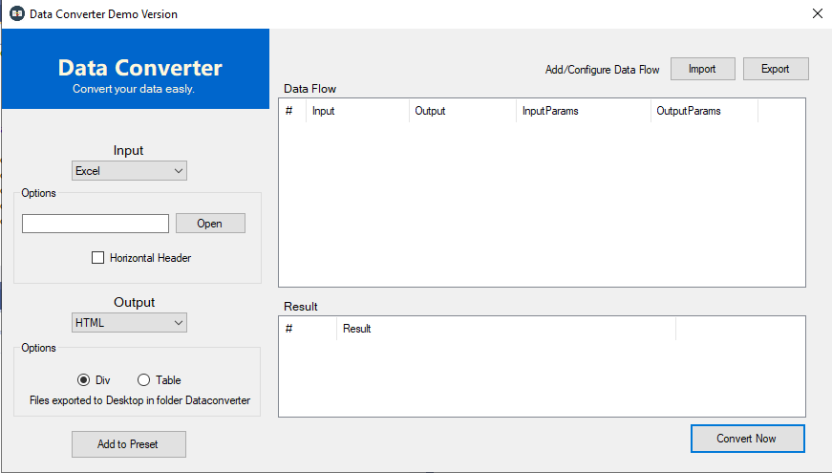 Data Converter Demo Version
Data Converter
Convert your data easly.
Add/Configure Data Flow
Import
Export
Data Flow
# Input Output InputParams OutputParams
Input
Excel
Options
Open
Horizontal Header
Output
HTML
Options
Div Table
Files exported to Desktop in folder Dataconverter
Add to Preset
Result
# Result
Convert Now